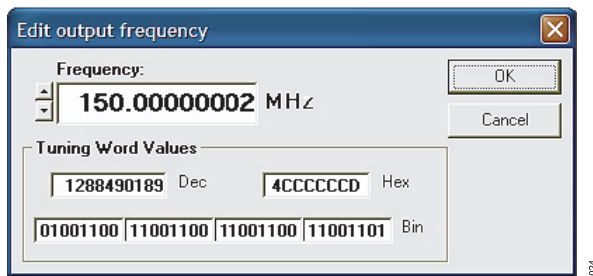 Edit output frequency
Frequency:
150.00000002 MHz
OK
Cancel
Tuning Word Values
1288490189 Dec 4CCCCCCD Hex
01001100 11001100 11001100 11001101 Bin